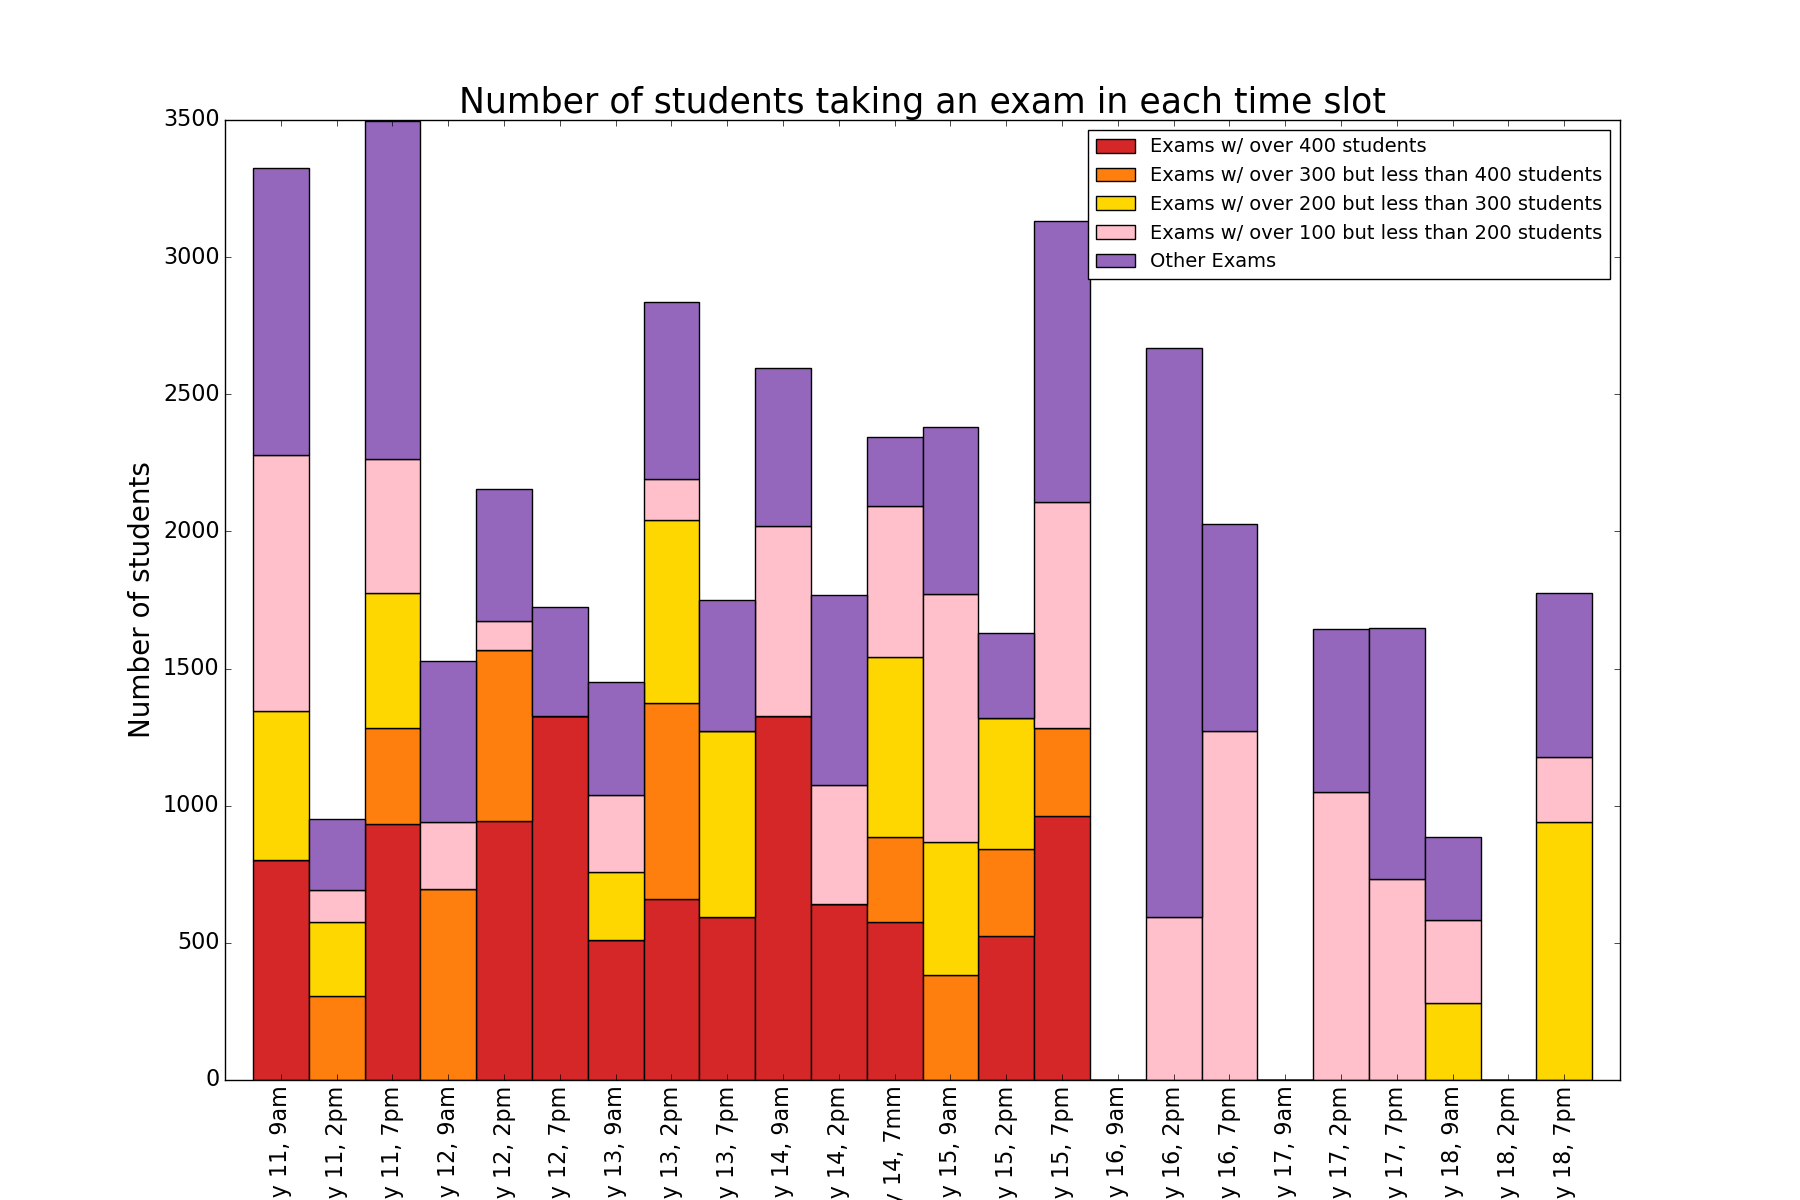 Number of students taking an exam in each time slot
Exams w/ over 400 students
Exams w/ over 300 but less than 400 students
Exams w/ over 200 but less than 300 students
Exams w/ over 100 but less than 200 students
Other Exams
Number of students
3500
3000
2500
2000
1500
1000
500
0
y 11, 9am
y 11, 2pm
y 11, 7pm
y 12, 9am
y 12, 2pm
y 12, 7pm
y 13, 9am
y 13, 2pm
y 13, 7pm
y 14, 9am
y 14, 2pm
y 14, 7mm
y 15, 9am
y 15, 2pm
y 15, 7pm
y 16, 9am
y 16, 2pm
y 16, 7pm
y 17, 9am
y 17, 2pm
y 17, 7pm
y 18, 9am
y 18, 2pm
y 18, 7pm